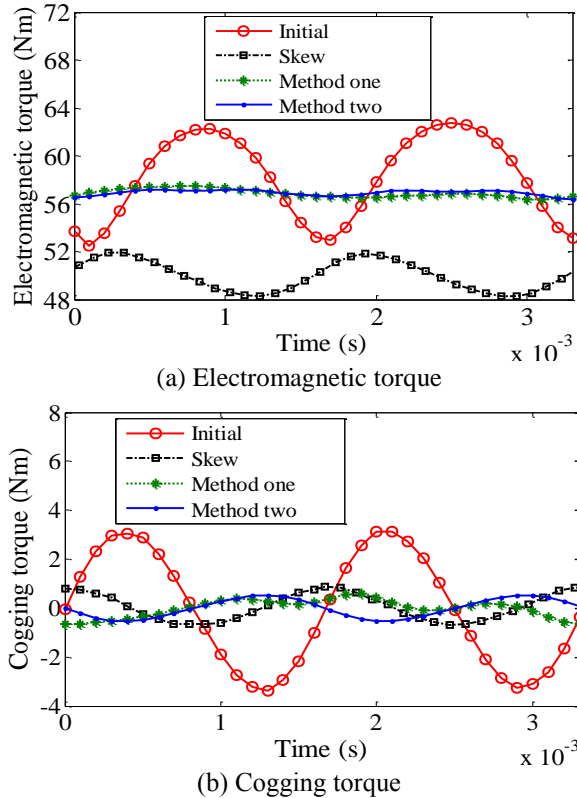 72
68
64
60
56
52
48
Electromagnetic torque (Nm)
Initial
Skew
Method one
Method two
0 1 2 3
Time (s)
x 10⁻³
(a) Electromagnetic torque
8
6
4
2
0
-2
-4
Cogging torque (Nm)
Initial
Skew
Method one
Method two
0 1 2 3
Time (s)
x 10⁻³
(b) Cogging torque